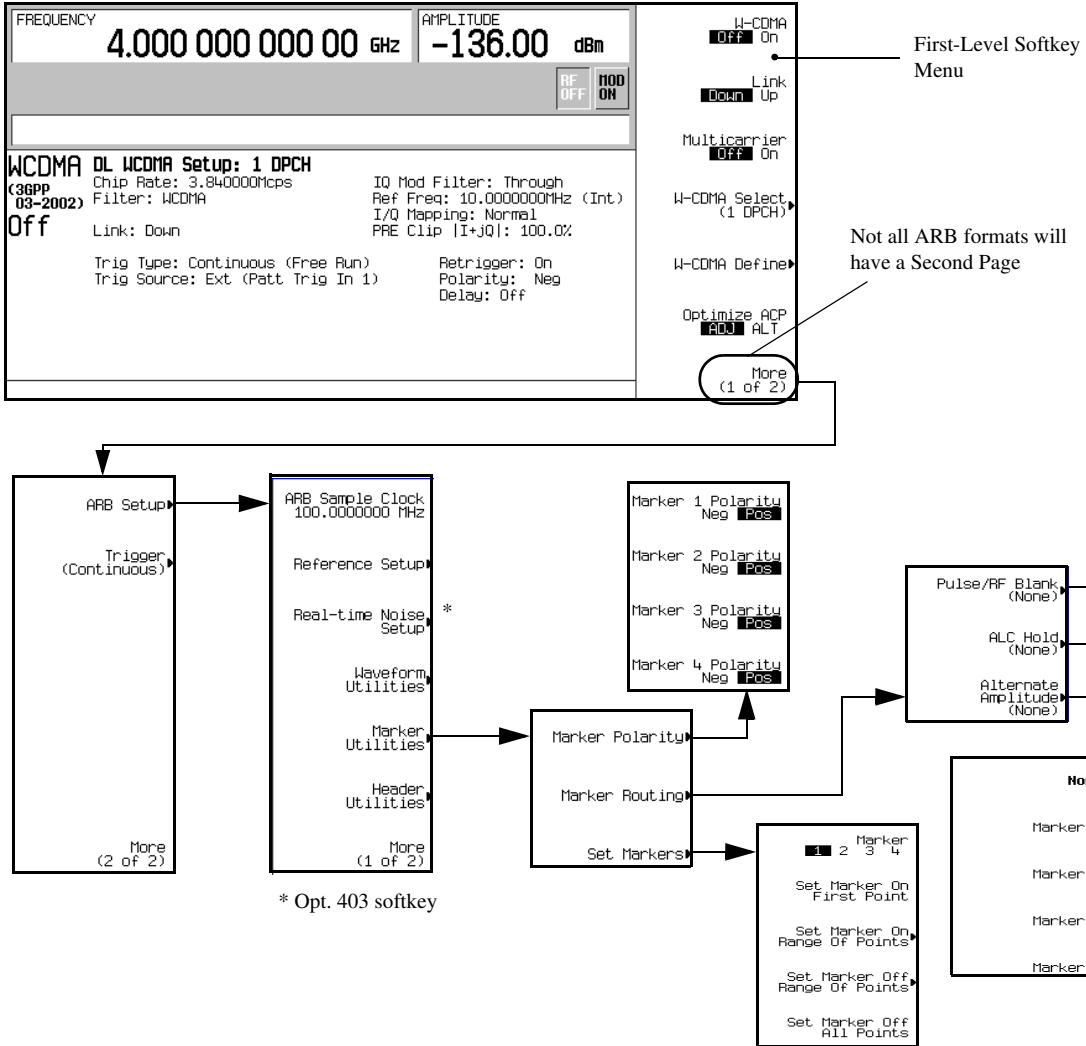 FREQUENCY
4.000 000 000 00 GHz
AMPLITUDE
-136.00 dBm
RF OFF
MOD ON
WCDMA
(3GPP 03-2002)
Off
DL WCDMA Setup: 1 DPCH
Chip Rate: 3.840000Mcps
Filter: WCDMA
Link: Down
IQ Mod Filter: Through
Ref Freq: 10.0000000MHz (Int)
I/Q Mapping: Normal
PRE Clip |I+jQ|: 100.0%
Trig Type: Continuous (Free Run)
Trig Source: Ext (Patt Trig In 1)
Retrigger: On
Polarity: Neg
Delay: Off
W-CDMA
Off On
Link
Down Up
Multicarrier
Off On
W-CDMA Select
(1 DPCH)
W-CDMA Define
Optimize ACP
ADJ ALT
More
(1 of 2)
First-Level Softkey
Menu
Not all ARB formats will
have a Second Page
ARB Setup
Trigger
(Continuous)
More
(2 of 2)
ARB Sample Clock
100.0000000 MHz
Reference Setup
Real-time Noise
Setup
*
Waveform
Utilities
Marker
Utilities
Header
Utilities
More
(1 of 2)
* Opt. 403 softkey
Marker Polarity
Marker Routing
Set Markers
Marker 1 Polarity
Neg Pos
Marker 2 Polarity
Neg Pos
Marker 3 Polarity
Neg Pos
Marker 4 Polarity
Neg Pos
Pulse/RF Blank
(None)
ALC Hold
(None)
Alternate
Amplitude
(None)
Marker
1 2 3 4
Set Marker On
First Point
Set Marker On
Range Of Points
Set Marker Off
Range Of Points
Set Marker Off
All Points
Marker
Marker
Marker
Marker